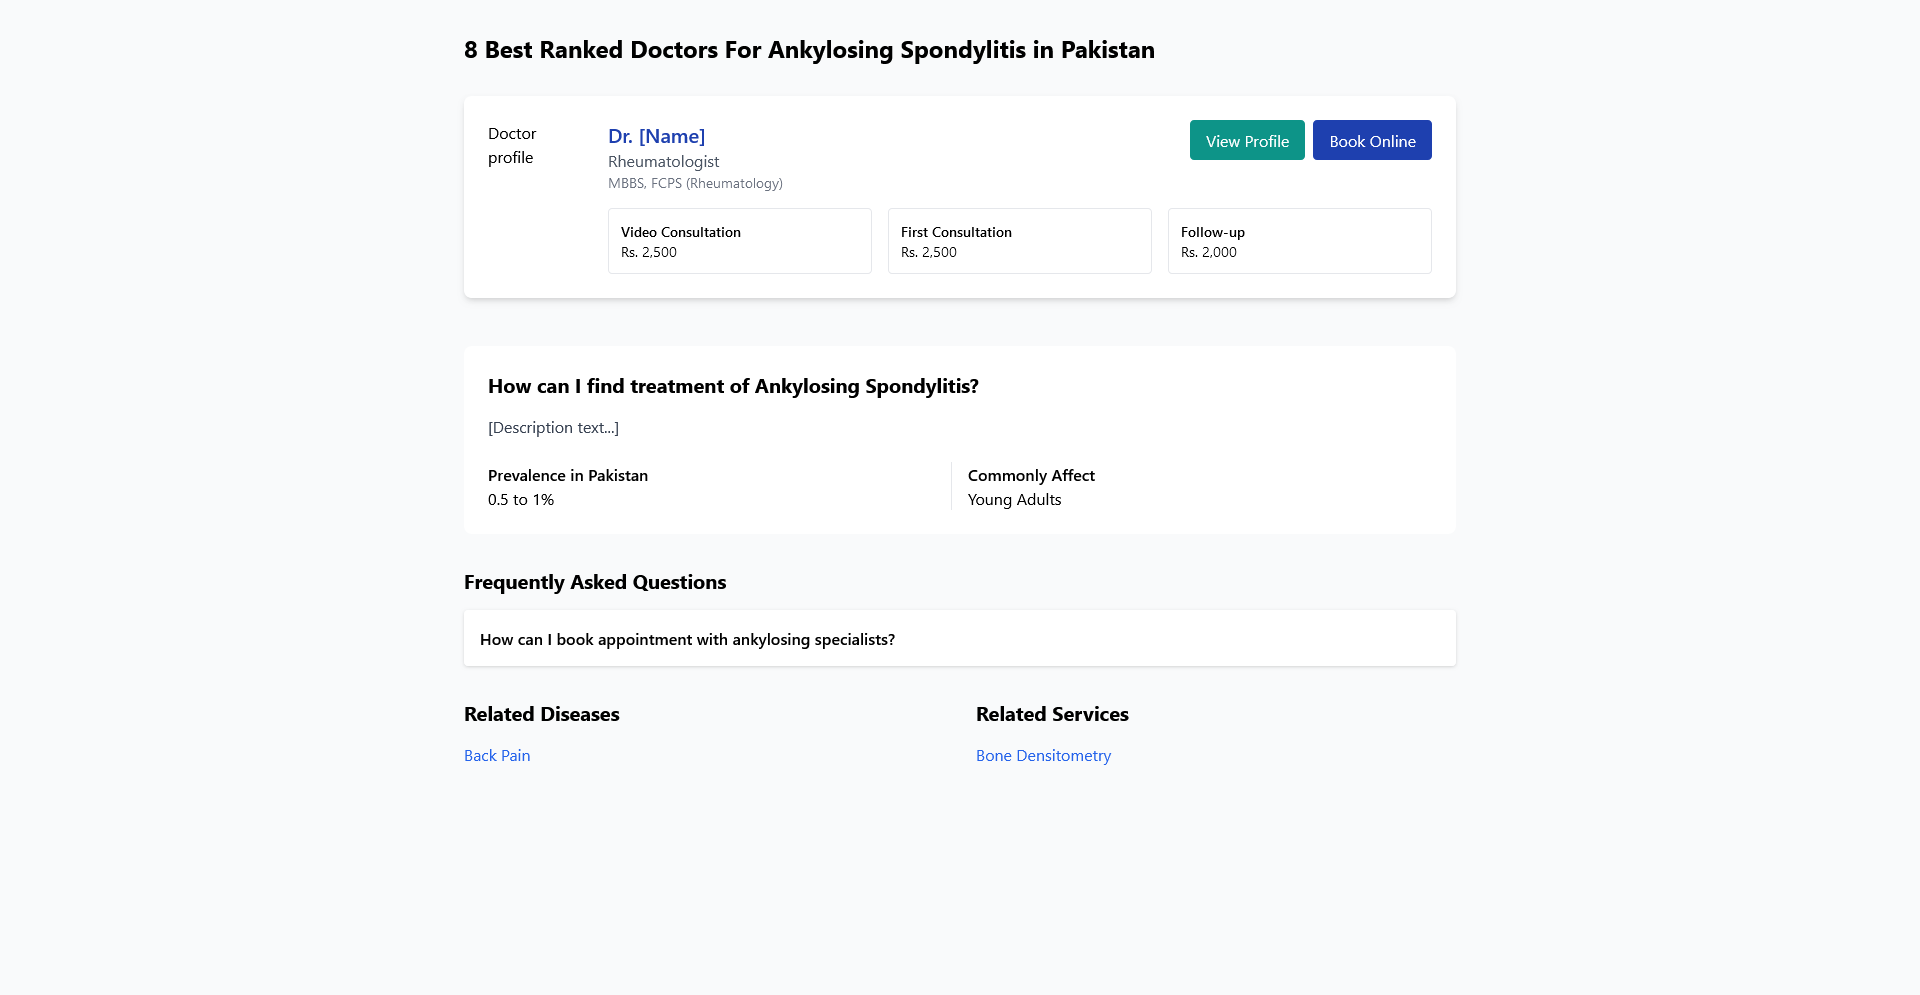 8 Best Ranked Doctors For Ankylosing Spondylitis in Pakistan
Doctor
profile
Dr. [Name]
Rheumatologist
MBBS, FCPS (Rheumatology)
View Profile
Book Online
Video Consultation
Rs. 2,500
First Consultation
Rs. 2,500
Follow-up
Rs. 2,000
How can I find treatment of Ankylosing Spondylitis?
[Description text...]
Prevalence in Pakistan
0.5 to 1%
Commonly Affect
Young Adults
Frequently Asked Questions
How can I book appointment with ankylosing specialists?
Related Diseases
Back Pain
Related Services
Bone Densitometry